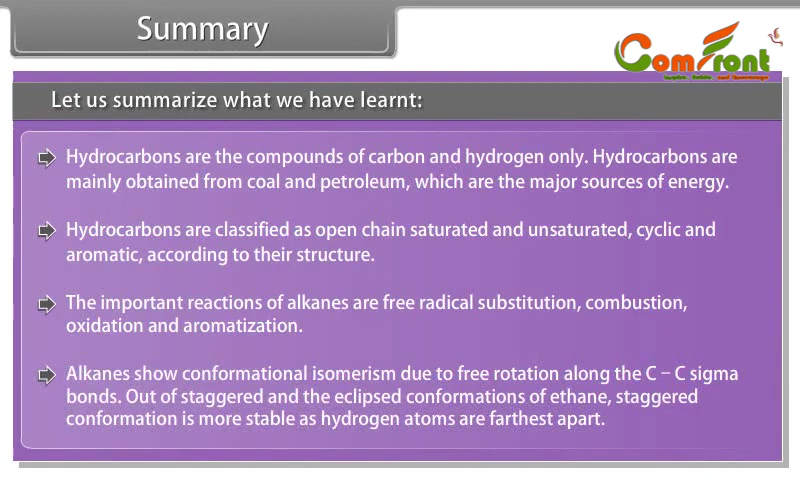 Summary
ComFront
Let us summarize what we have learnt:
Hydrocarbons are the compounds of carbon and hydrogen only. Hydrocarbons are
mainly obtained from coal and petroleum, which are the major sources of energy.
Hydrocarbons are classified as open chain saturated and unsaturated, cyclic and
aromatic, according to their structure.
The important reactions of alkanes are free radical substitution, combustion,
oxidation and aromatization.
Alkanes show conformational isomerism due to free rotation along the C – C sigma
bonds. Out of staggered and the eclipsed conformations of ethane, staggered
conformation is more stable as hydrogen atoms are farthest apart.